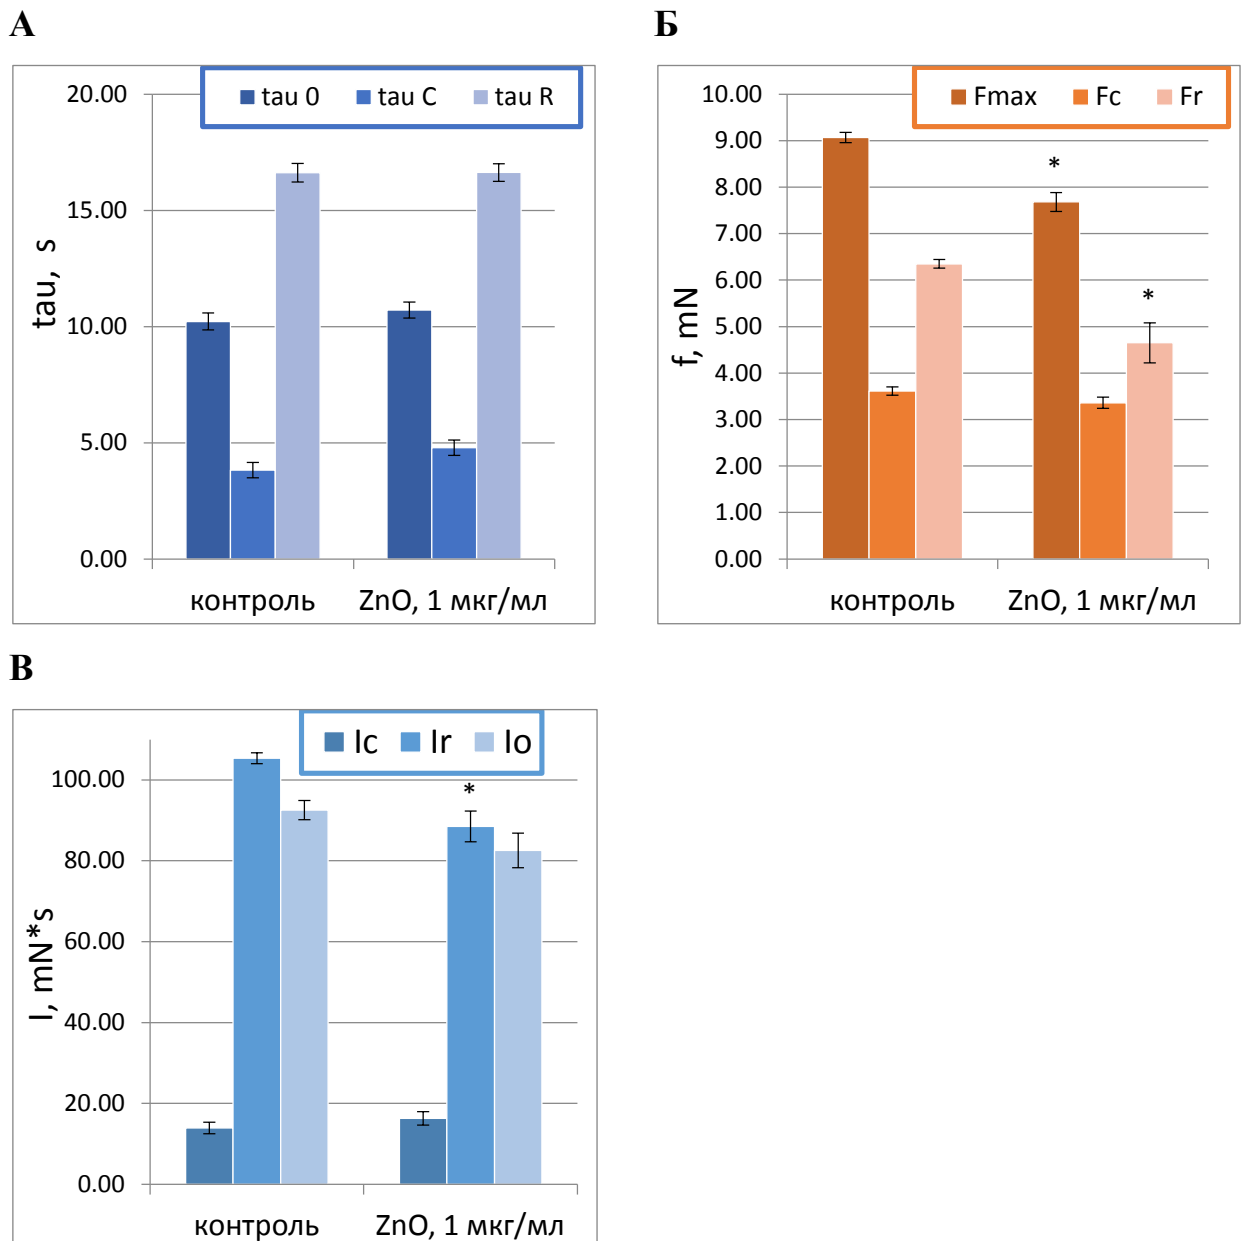 А
tau 0 tau C tau R
20.00
15.00
10.00
5.00
0.00
tau, s
контроль ZnO, 1 мкг/мл
Б
Fmax Fc Fr
10.00
9.00
8.00
7.00
6.00
5.00
4.00
3.00
2.00
1.00
0.00
f, mN
*
*
контроль ZnO, 1 мкг/мл
В
Ic Ir Io
100.00
80.00
60.00
40.00
20.00
0.00
I, mN*s
*
контроль ZnO, 1 мкг/мл